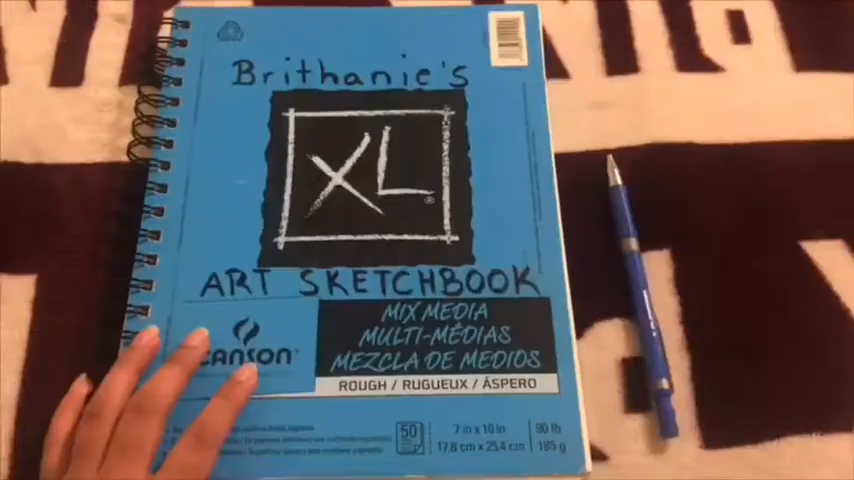 Brithanie's
XL®
ART SKETCHBOOK
MIX MEDIA
MULTI-MÉDIAS
MEZCLA DE MEDIOS
CANSON
ROUGH / RUGUEUX / ÁSPERO
50
7 in x 10 in
17,8 cm x 25,4 cm
90 lb
185 g